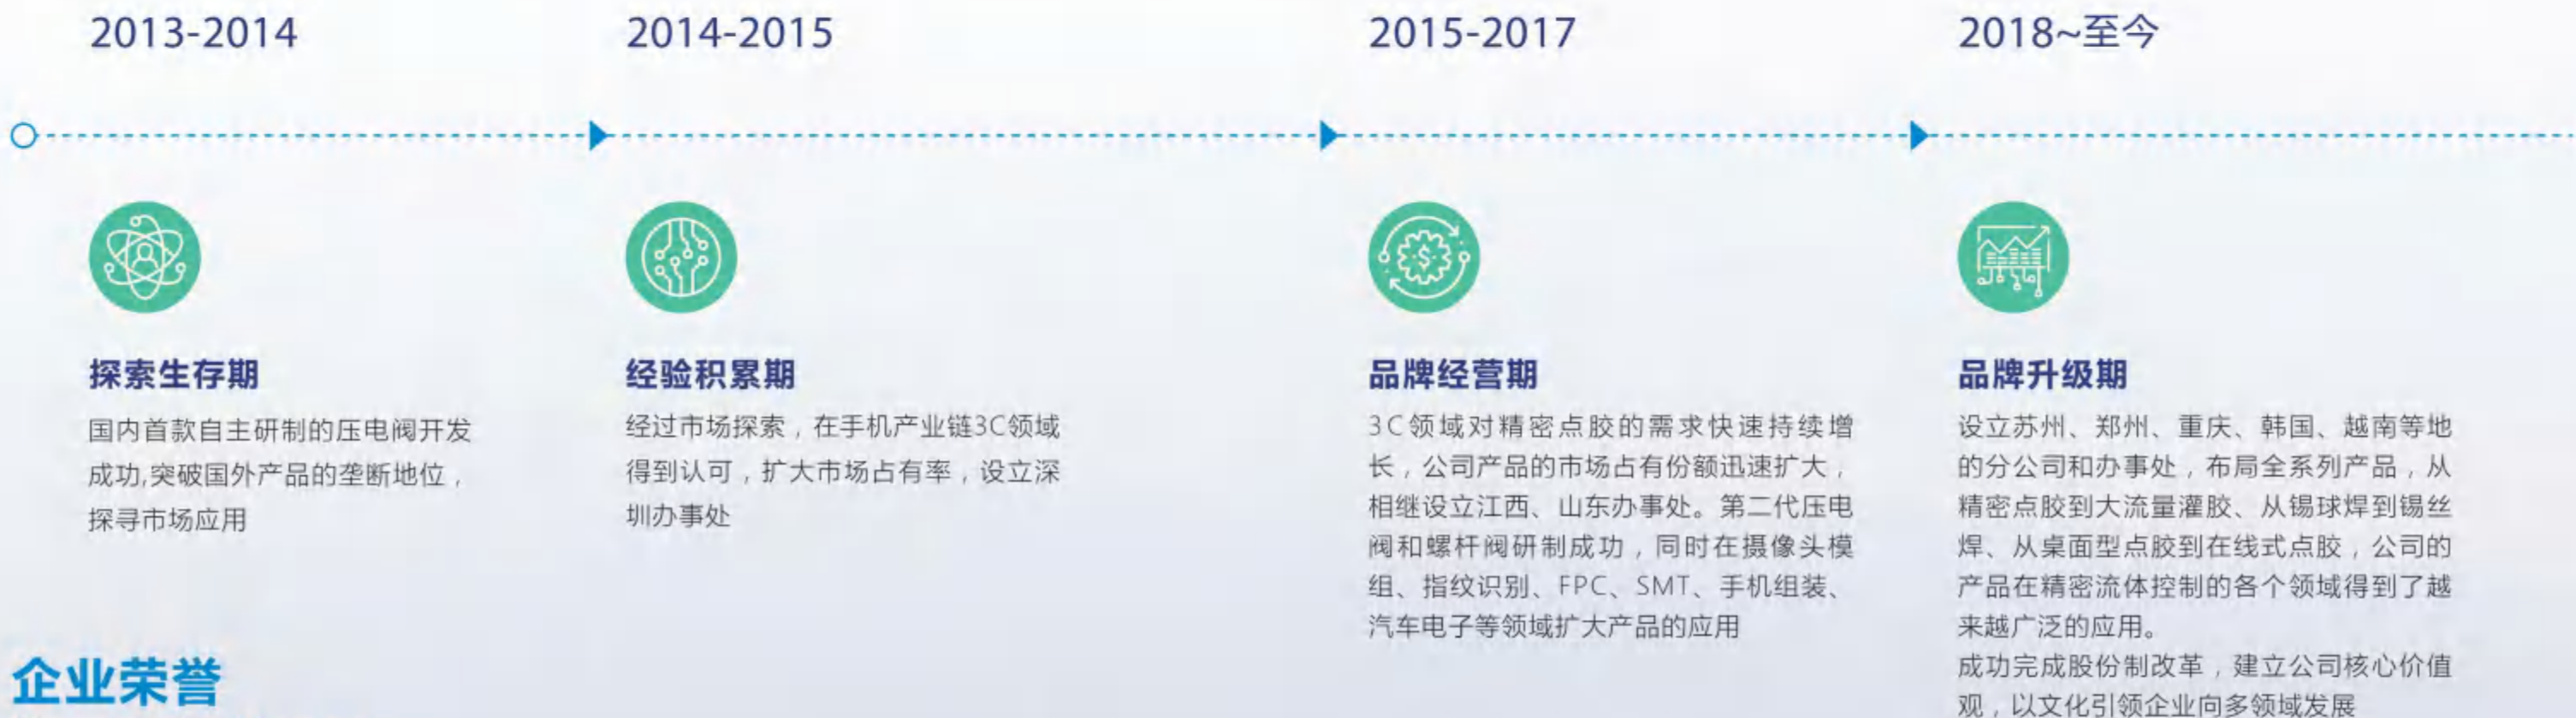 2013-2014
2014-2015
2015-2017
2018~至今
探索生存期
国内首款自主研制的压电阀开发
成功,突破国外产品的垄断地位，
探寻市场应用
经验积累期
经过市场探索，在手机产业链3C领域
得到认可，扩大市场占有率，设立深
圳办事处
品牌经营期
3C领域对精密点胶的需求快速持续增
长，公司产品的市场占有份额迅速扩大，
相继设立江西、山东办事处。第二代压电
阀和螺杆阀研制成功，同时在摄像头模
组、指纹识别、FPC、SMT、手机组装、
汽车电子等领域扩大产品的应用
品牌升级期
设立苏州、郑州、重庆、韩国、越南等地
的分公司和办事处，布局全系列产品，从
精密点胶到大流量灌胶、从锡球焊到锡丝
焊、从桌面型点胶到在线式点胶，公司的
产品在精密流体控制的各个领域得到了越
来越广泛的应用。
成功完成股份制改革，建立公司核心价值
观，以文化引领企业向多领域发展
企业荣誉